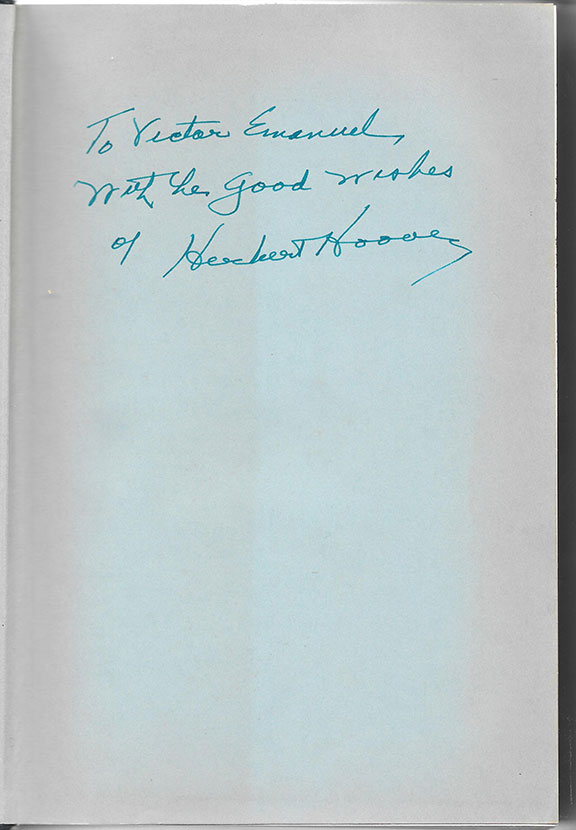 To Victor Emanuel
With the Good Wishes
of Herbert Hoover